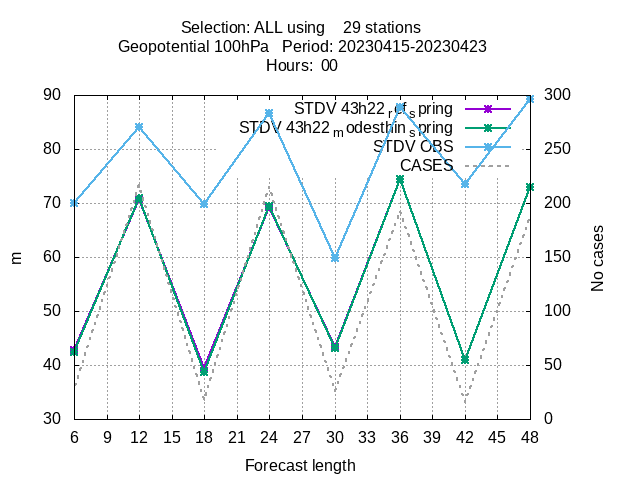 Selection: ALL using    29 stations
Geopotential 100hPa   Period: 20230415-20230423
Hours:  00
90
80
70
60
50
40
30
m
STDV 43h22_ref_spring
STDV 43h22_modesthin_spring
STDV OBS
CASES
300
250
200
150
100
50
0
No cases
6 9 12 15 18 21 24 27 30 33 36 39 42 45 48
Forecast length